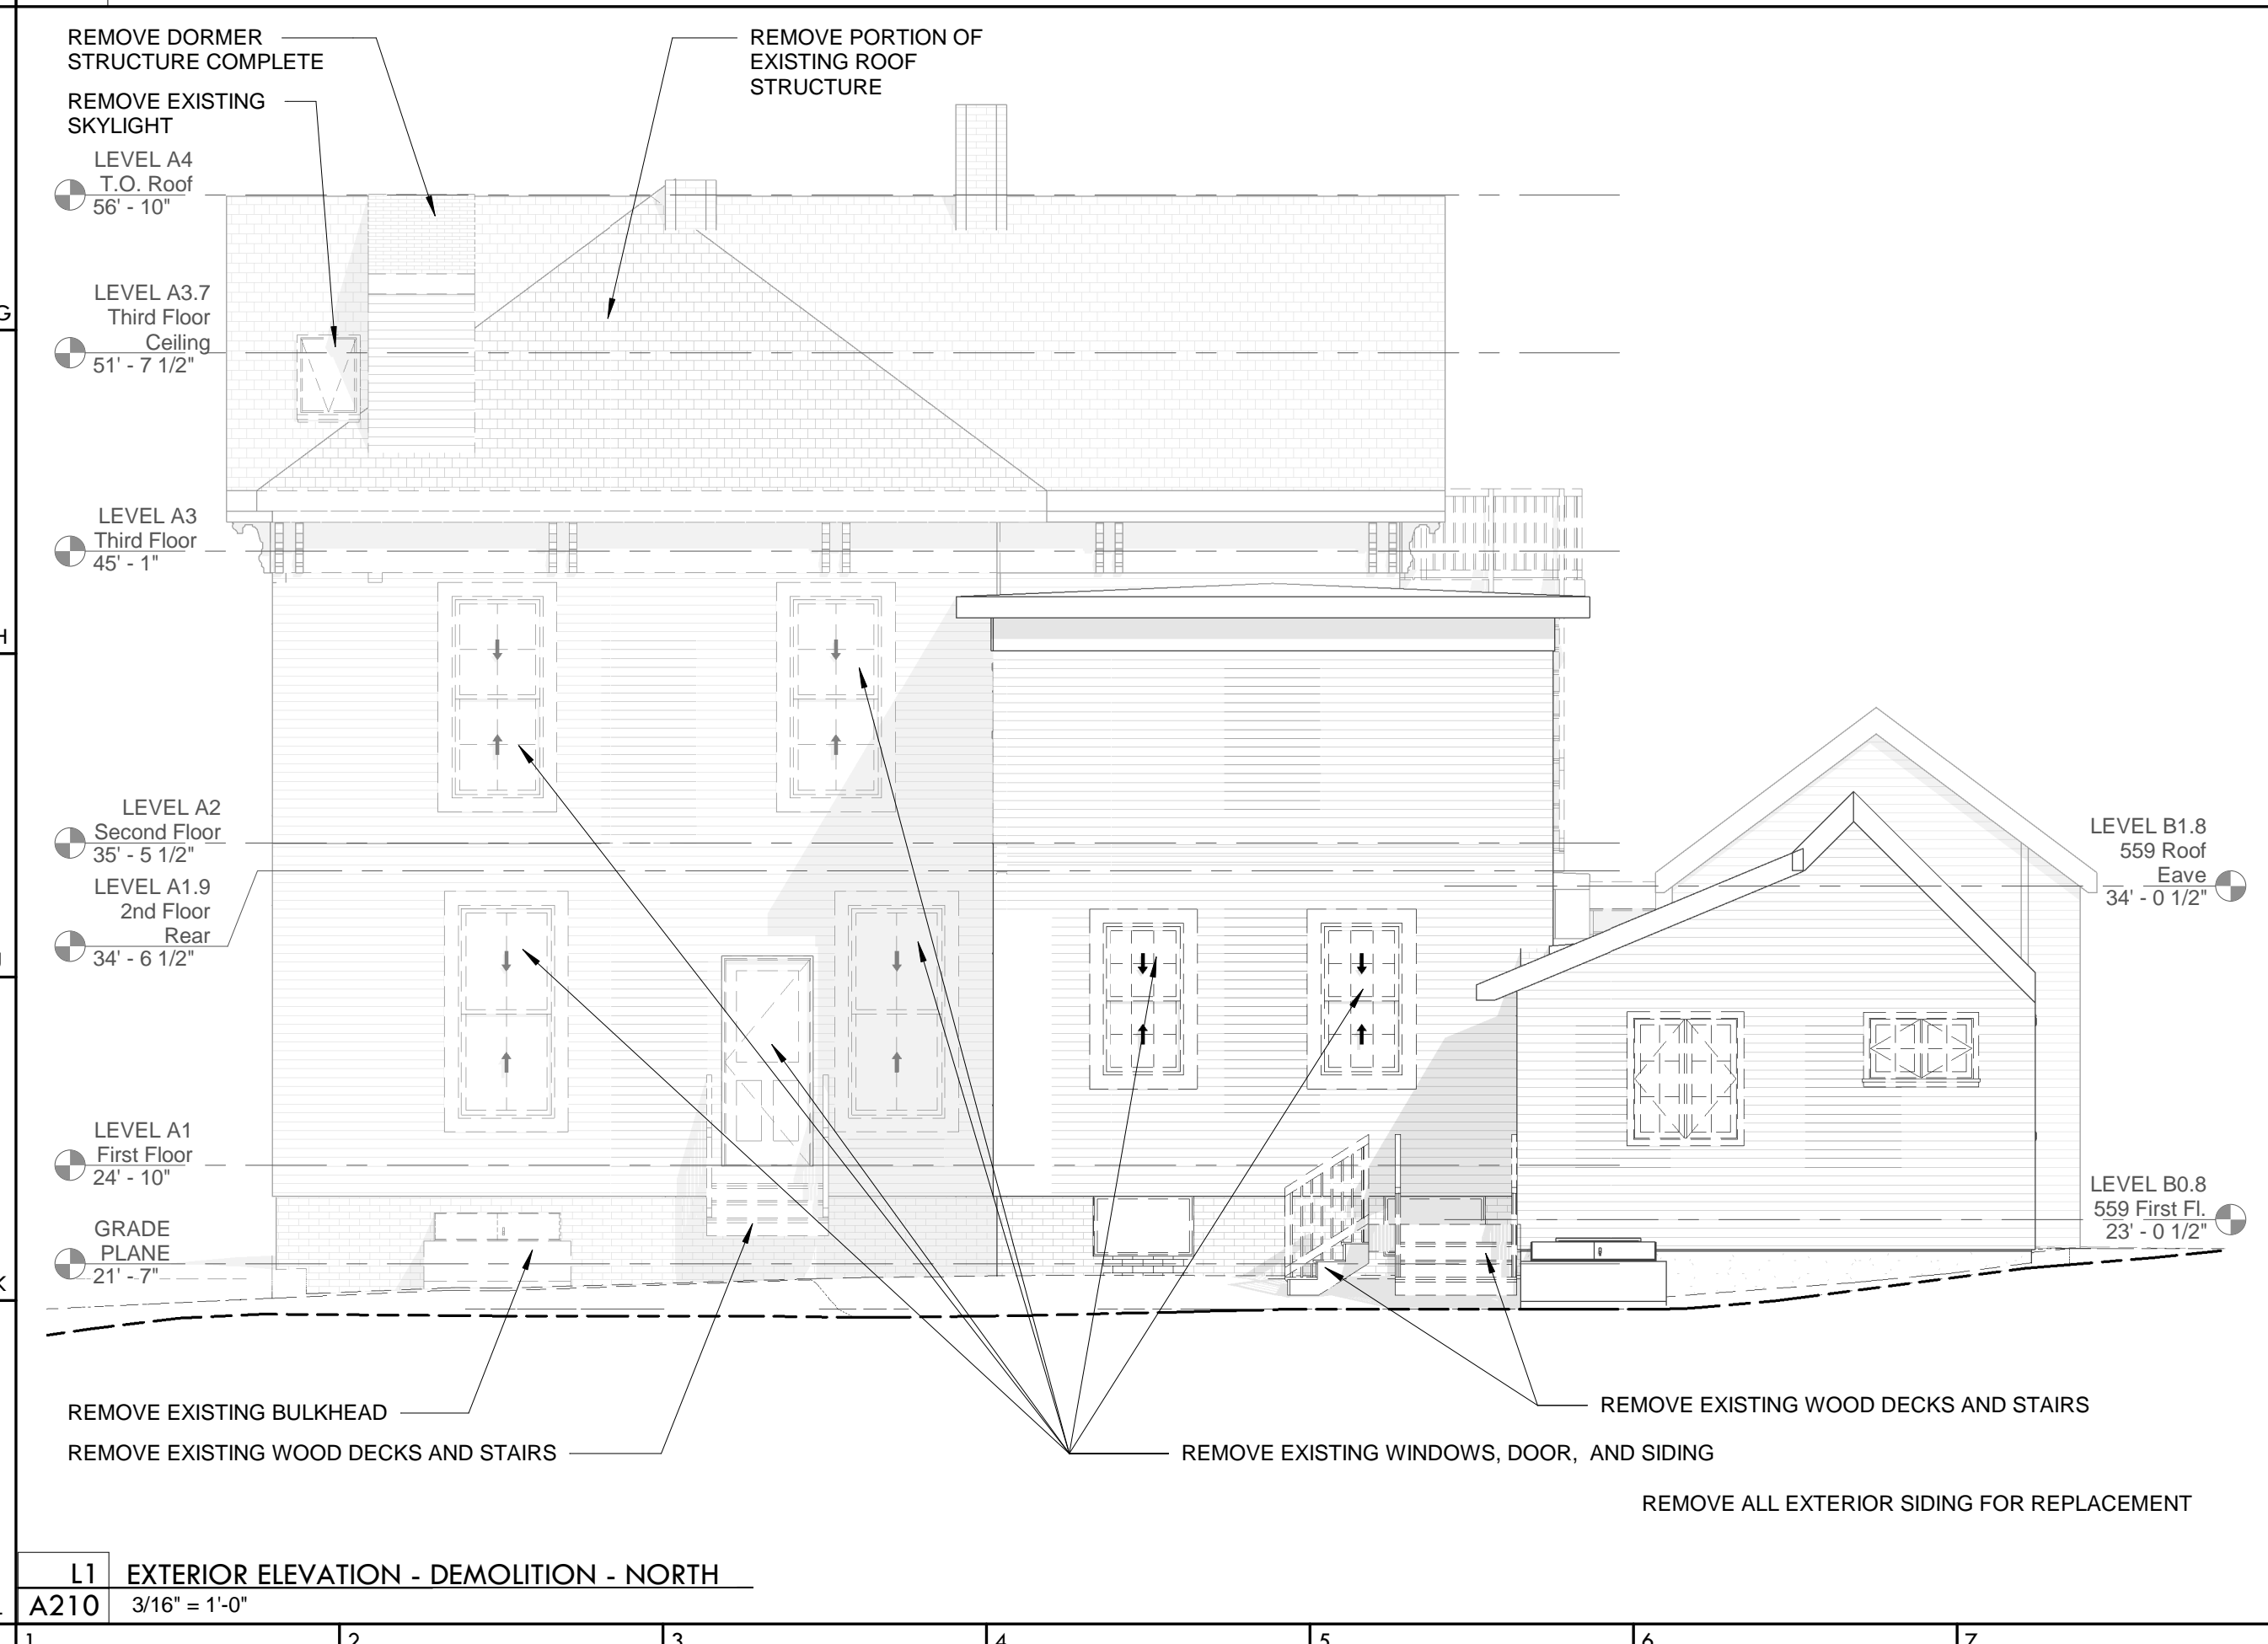 REMOVE DORMER
STRUCTURE COMPLETE
REMOVE PORTION OF
EXISTING ROOF
STRUCTURE
REMOVE EXISTING
SKYLIGHT
LEVEL A4
T.O. Roof
56' - 10"
LEVEL A3.7
Third Floor
Ceiling
51' - 7 1/2"
G
LEVEL A3
Third Floor
45' - 1"
H
LEVEL A2
Second Floor
35' - 5 1/2"
LEVEL A1.9
2nd Floor
Rear
34' - 6 1/2"
LEVEL B1.8
559 Roof
Eave
34' - 0 1/2"
LEVEL A1
First Floor
24' - 10"
GRADE
PLANE
21' - 7"
LEVEL B0.8
559 First Fl.
23' - 0 1/2"
K
REMOVE EXISTING BULKHEAD
REMOVE EXISTING WOOD DECKS AND STAIRS
REMOVE EXISTING WOOD DECKS AND STAIRS
REMOVE EXISTING WINDOWS, DOOR, AND SIDING
REMOVE ALL EXTERIOR SIDING FOR REPLACEMENT
L1
EXTERIOR ELEVATION - DEMOLITION - NORTH
A210
3/16" = 1'-0"
1 2 3 4 5 6 7